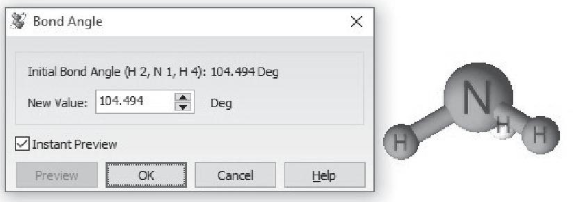 Bond Angle
Initial Bond Angle (H 2, N 1, H 4): 104.494 Deg
New Value: 104.494 Deg
Instant Preview
Preview OK Cancel Help
N
H H H